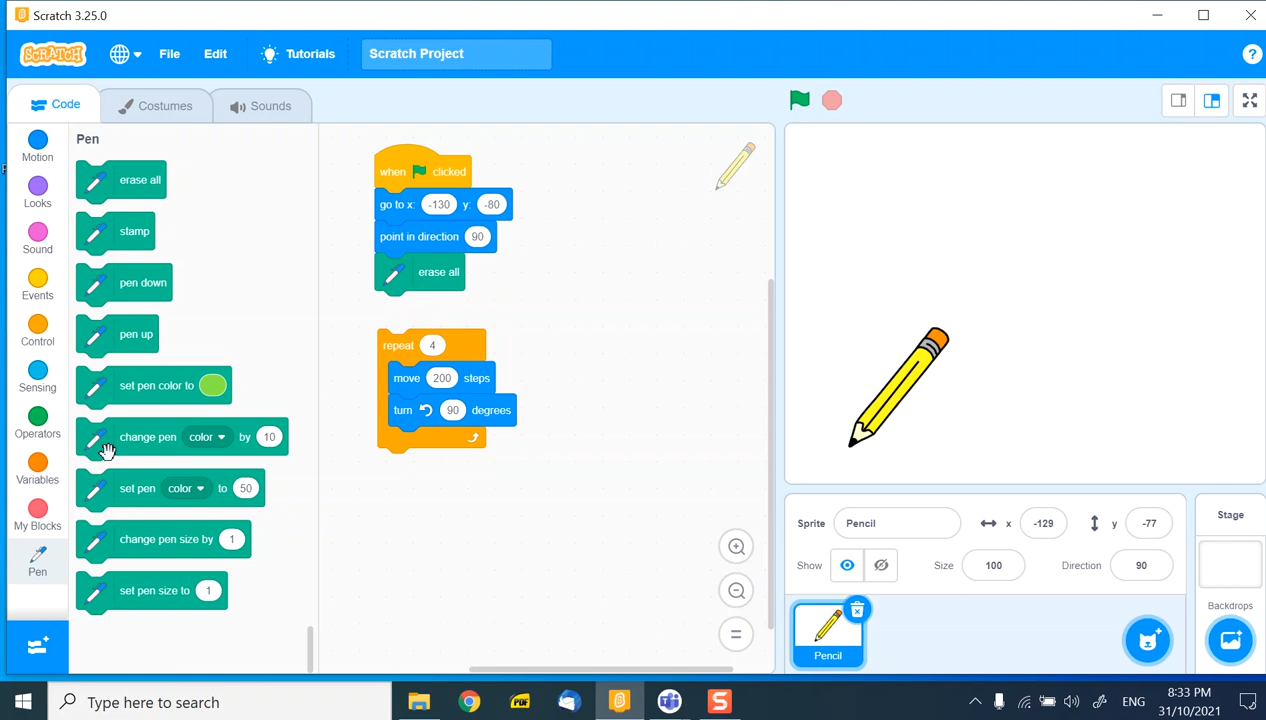 Scratch 3.25.0
SCRATCH
File
Edit
Tutorials
Scratch Project
?
Code
Costumes
Sounds
Motion
Looks
Sound
Events
Control
Sensing
Operators
Variables
My Blocks
Pen
Pen
erase all
stamp
pen down
pen up
set pen color to
change pen color by 10
set pen color to 50
change pen size by 1
set pen size to 1
when clicked
go to x: -130 y: -80
point in direction 90
erase all
repeat 4
move 200 steps
turn 90 degrees
Sprite Pencil x -129 y -77
Show Size 100 Direction 90
Pencil
Stage
Backdrops
Type here to search
PDF
S
ENG
8:33 PM
31/10/2021